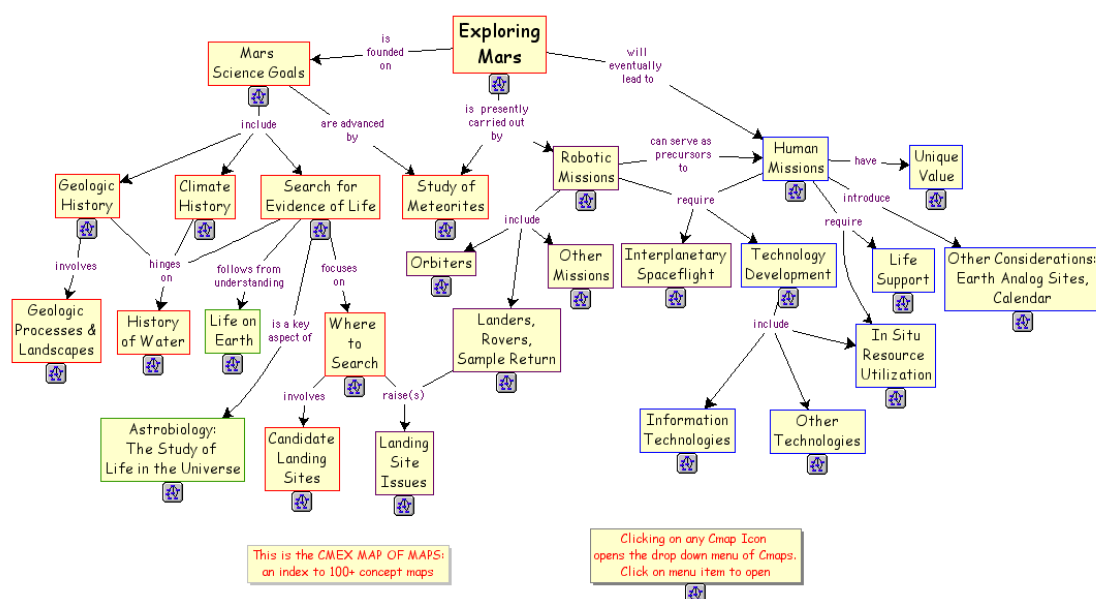 Exploring
Mars
is
founded
on
Mars
Science Goals
will
eventually
lead to
is presently
carried out
by
include
are advanced
by
can serve as
precursors
to
Robotic
Missions
Human
Missions
have
Unique
Value
Geologic
History
Climate
History
Search for
Evidence of Life
Study of
Meteorites
include
require
introduce
require
involves
hinges
on
follows from
understanding
focuses
on
Orbiters
Other
Missions
Interplanetary
Spaceflight
Technology
Development
Life
Support
Other Considerations:
Earth Analog Sites,
Calendar
Geologic
Processes &
Landscapes
History
of Water
Life on
Earth
is a key
aspect of
Where
to
Search
Landers,
Rovers,
Sample Return
include
In Situ
Resource
Utilization
involves
raise(s)
Astrobiology:
The Study of
Life in the Universe
Candidate
Landing
Sites
Landing
Site
Issues
Information
Technologies
Other
Technologies
This is the CMEX MAP OF MAPS:
an index to 100+ concept maps
Clicking on any Cmap Icon
opens the drop down menu of Cmaps.
Click on menu item to open